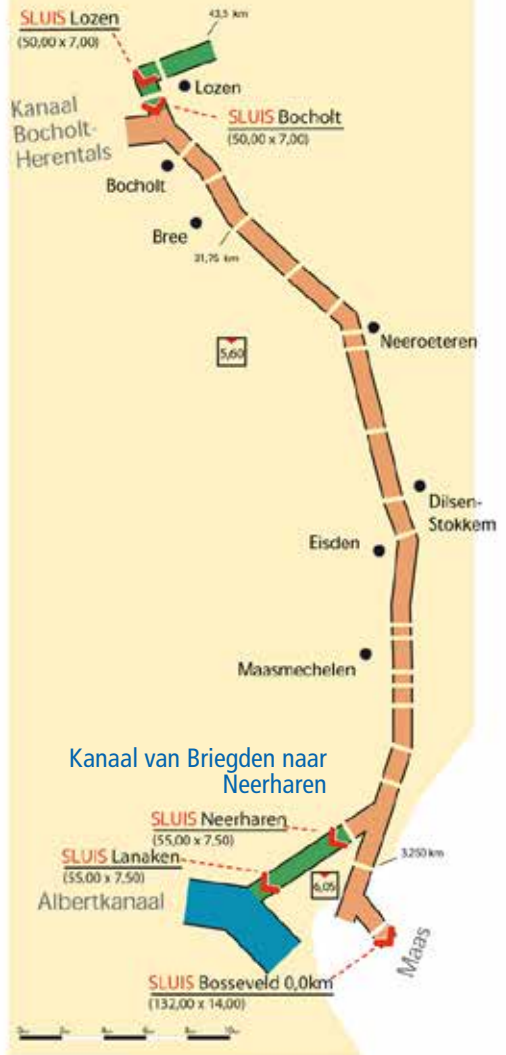 43,5 km
SLUIS Lozen
(50,00 x 7,00)
Lozen
Kanaal
Bocholt-
Herentals
SLUIS Bocholt
(50,00 x 7,00)
Bocholt
Bree
31,75 km
Neeroeteren
5,60
Dilsen-
Stokkem
Eisden
Maasmechelen
Kanaal van Briegden naar
Neerharen
SLUIS Neerharen
(55,00 x 7,50)
3,250 km
SLUIS Lanaken
(55,00 x 7,50)
6,05
Albertkanaal
Maas
SLUIS Bosseveld 0,0km
(132,00 x 14,00)